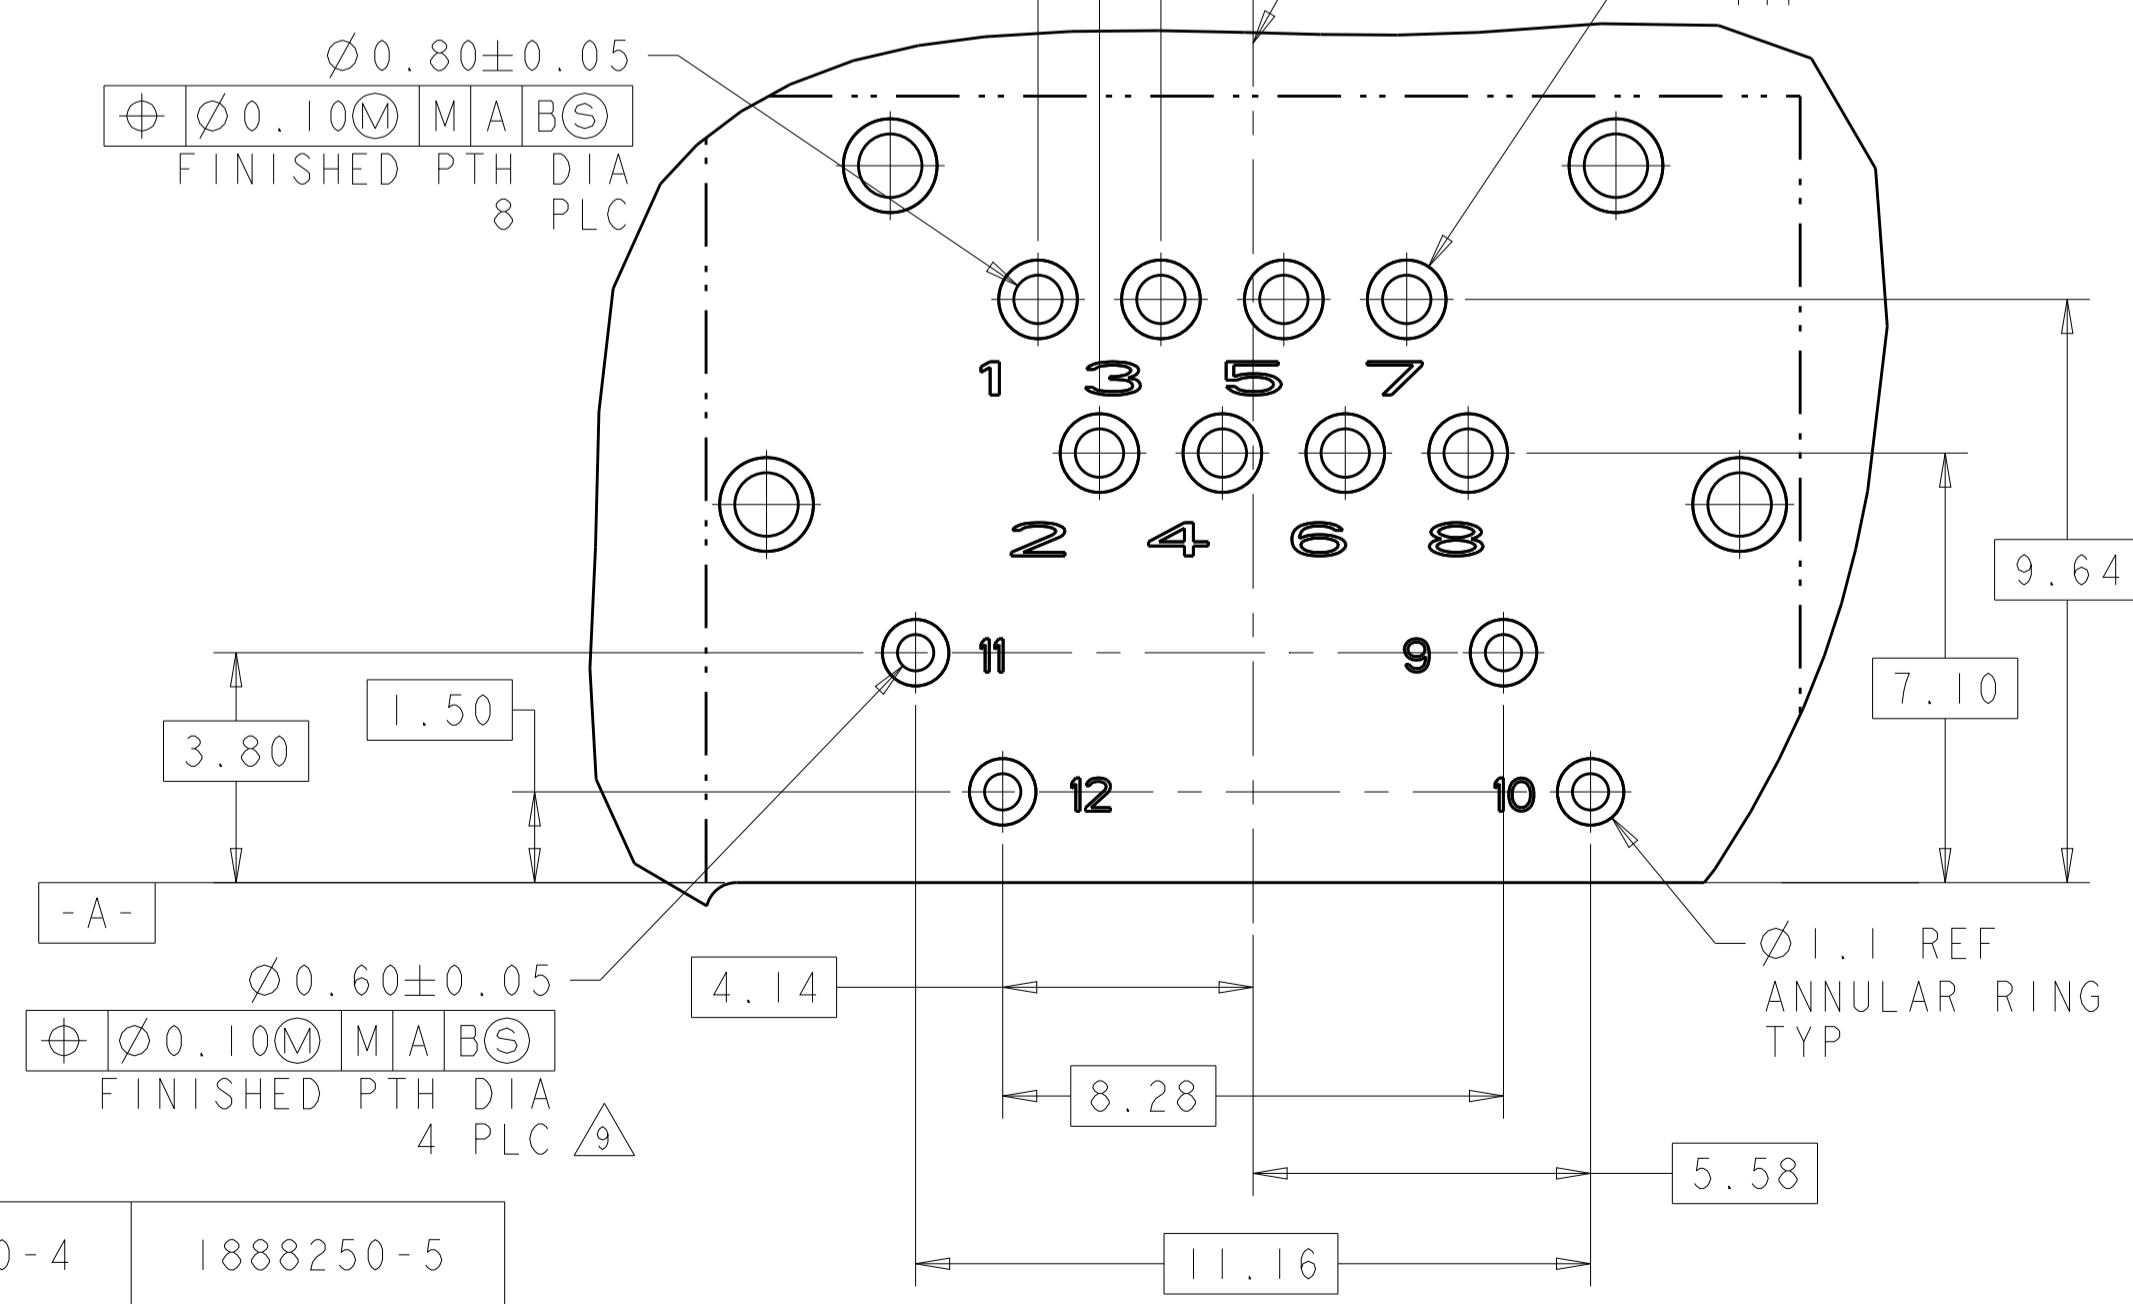 Ø0.80±0.05
⌖ Ø0.10Ⓜ M A BⓈ
FINISHED PTH DIA
8 PLC
1 3 5 7
2 4 6 8
11 9
12 10
9.64
7.10
1.50
3.80
-A-
Ø0.60±0.05
⌖ Ø0.10Ⓜ M A BⓈ
FINISHED PTH DIA
4 PLC 9
4.14
8.28
5.58
11.16
Ø1.1 REF
ANNULAR RING
TYP
0-4
1888250-5